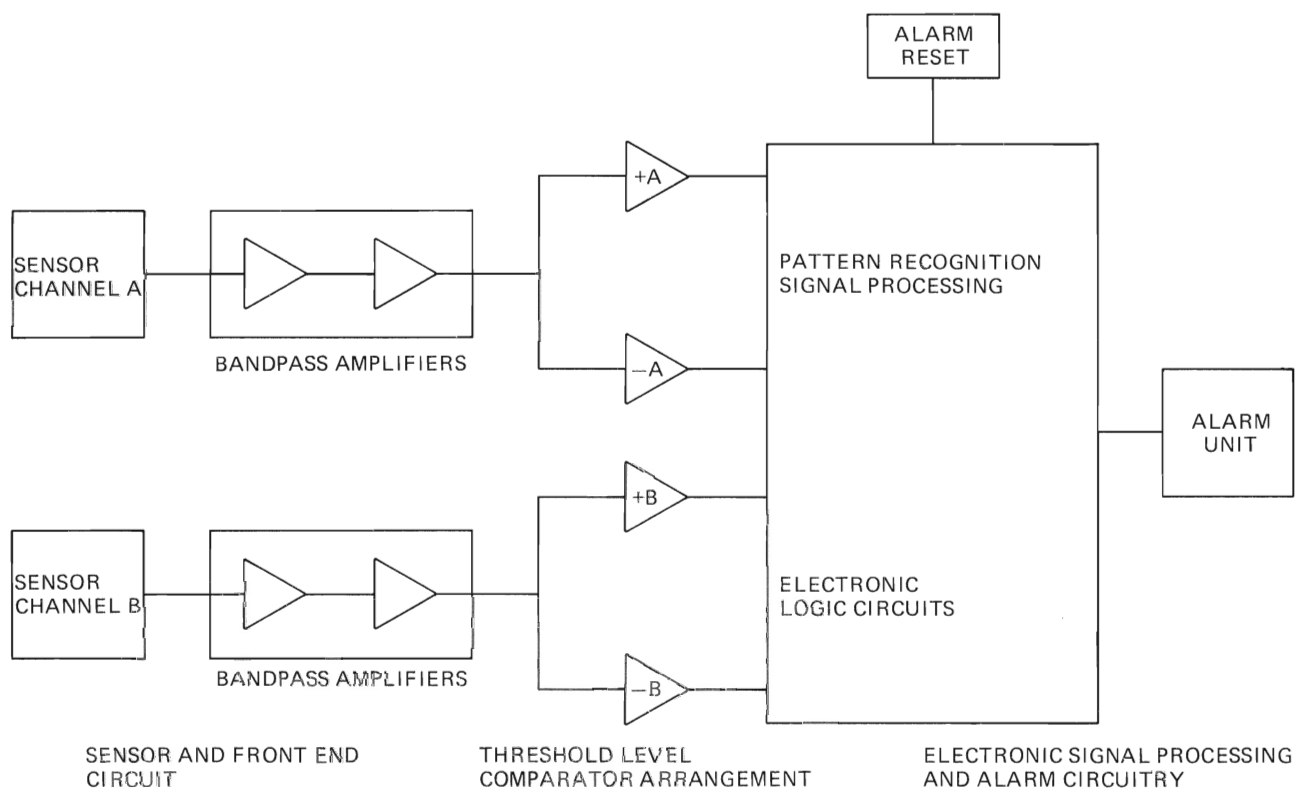 ALARM
RESET
+A
SENSOR
CHANNEL A
PATTERN RECOGNITION
SIGNAL PROCESSING
BANDPASS AMPLIFIERS
−A
ALARM
UNIT
+B
SENSOR
CHANNEL B
ELECTRONIC
LOGIC CIRCUITS
BANDPASS AMPLIFIERS
−B
SENSOR AND FRONT END
CIRCUIT
THRESHOLD LEVEL
COMPARATOR ARRANGEMENT
ELECTRONIC SIGNAL PROCESSING
AND ALARM CIRCUITRY